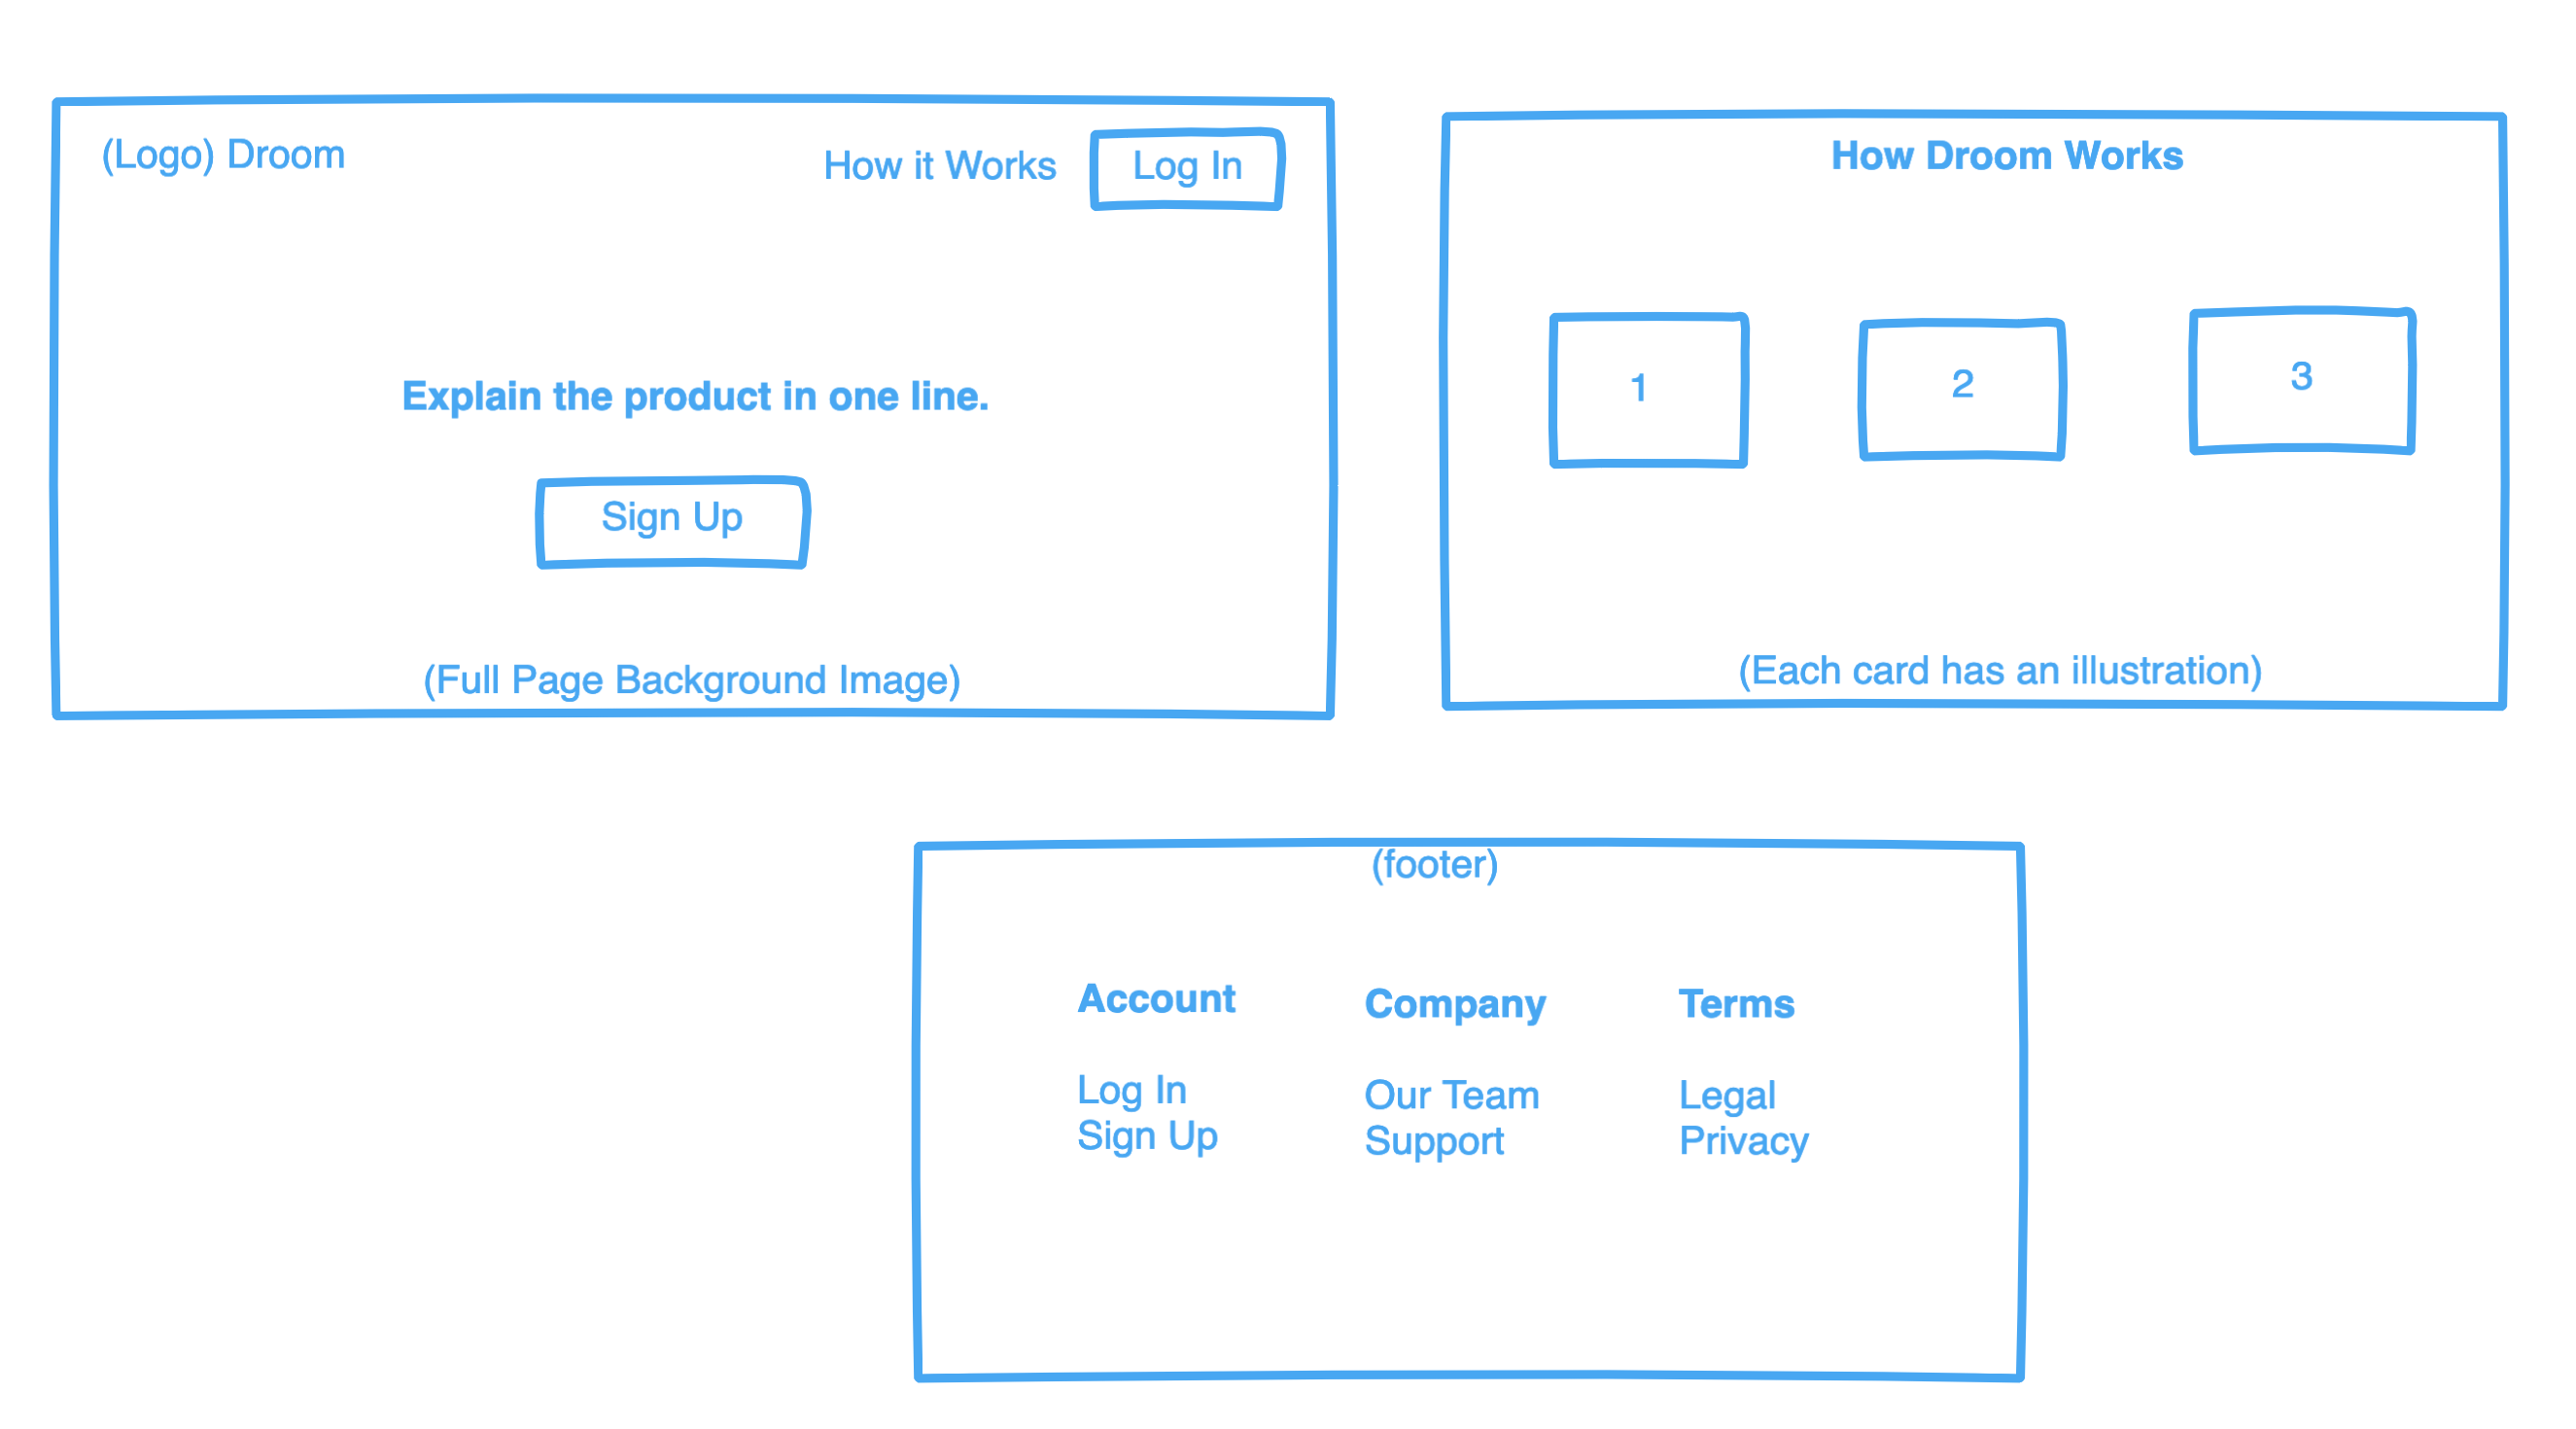 (Logo) Droom
How it Works
Log In
Explain the product in one line.
Sign Up
(Full Page Background Image)
How Droom Works
1
2
3
(Each card has an illustration)
(footer)
Account
Log In
Sign Up
Company
Our Team
Support
Terms
Legal
Privacy